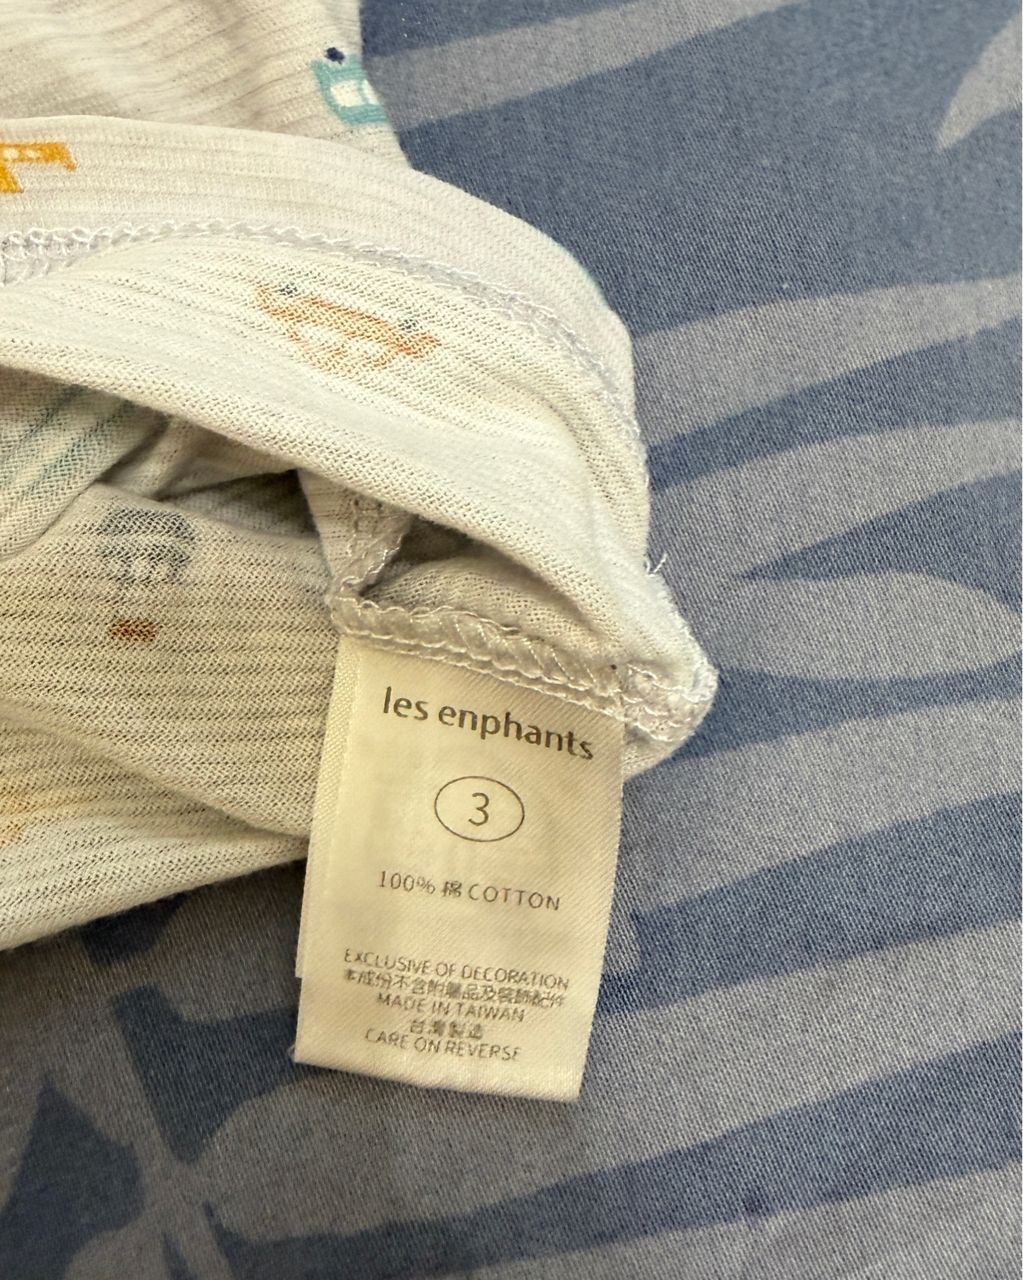 les enphants
3
100% 棉 COTTON
EXCLUSIVE OF DECORATION
本成份不含附屬品及裝飾配件
MADE IN TAIWAN
台灣製造
CARE ON REVERSE